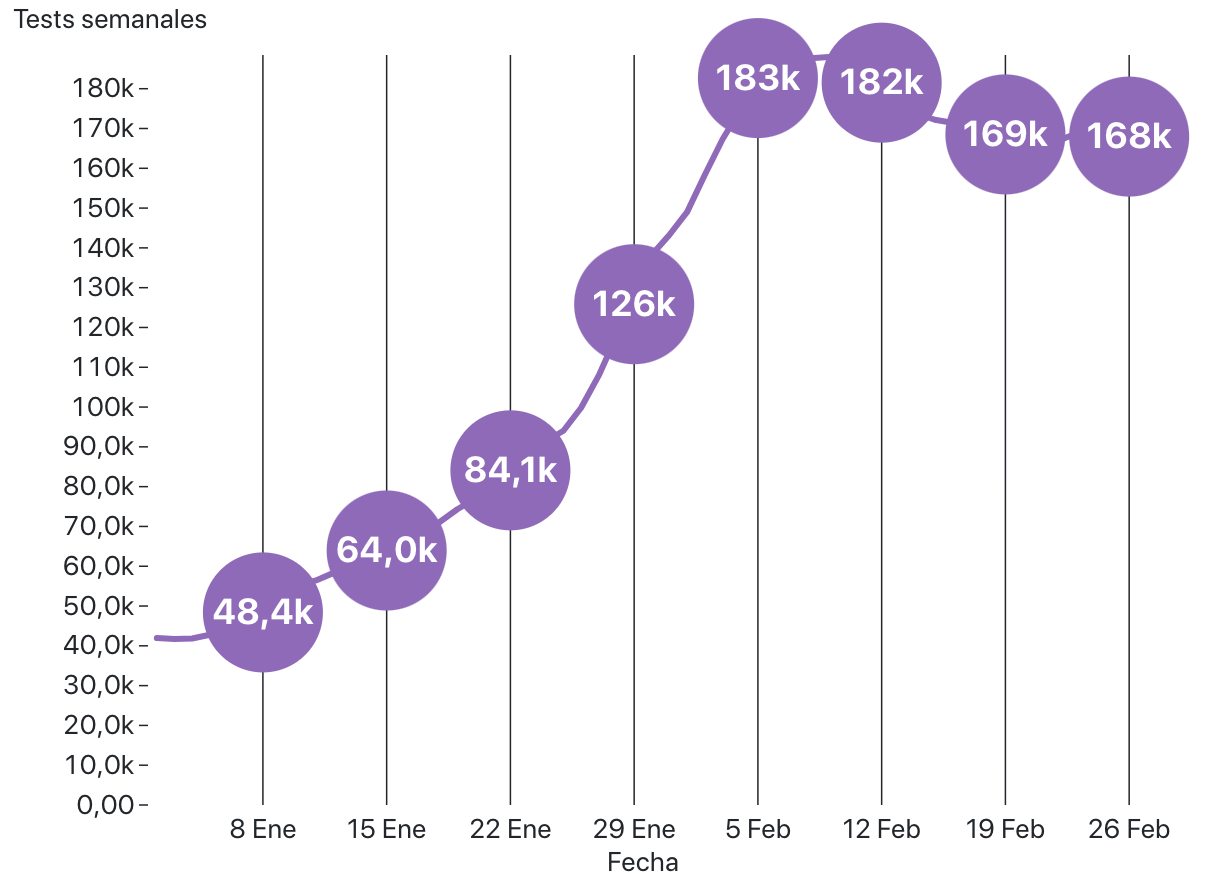 Tests semanales
180k
170k
160k
150k
140k
130k
120k
110k
100k
90,0k
80,0k
70,0k
60,0k
50,0k
40,0k
30,0k
20,0k
10,0k
0,00
48,4k
64,0k
84,1k
126k
183k
182k
169k
168k
8 Ene 15 Ene 22 Ene 29 Ene 5 Feb 12 Feb 19 Feb 26 Feb
Fecha